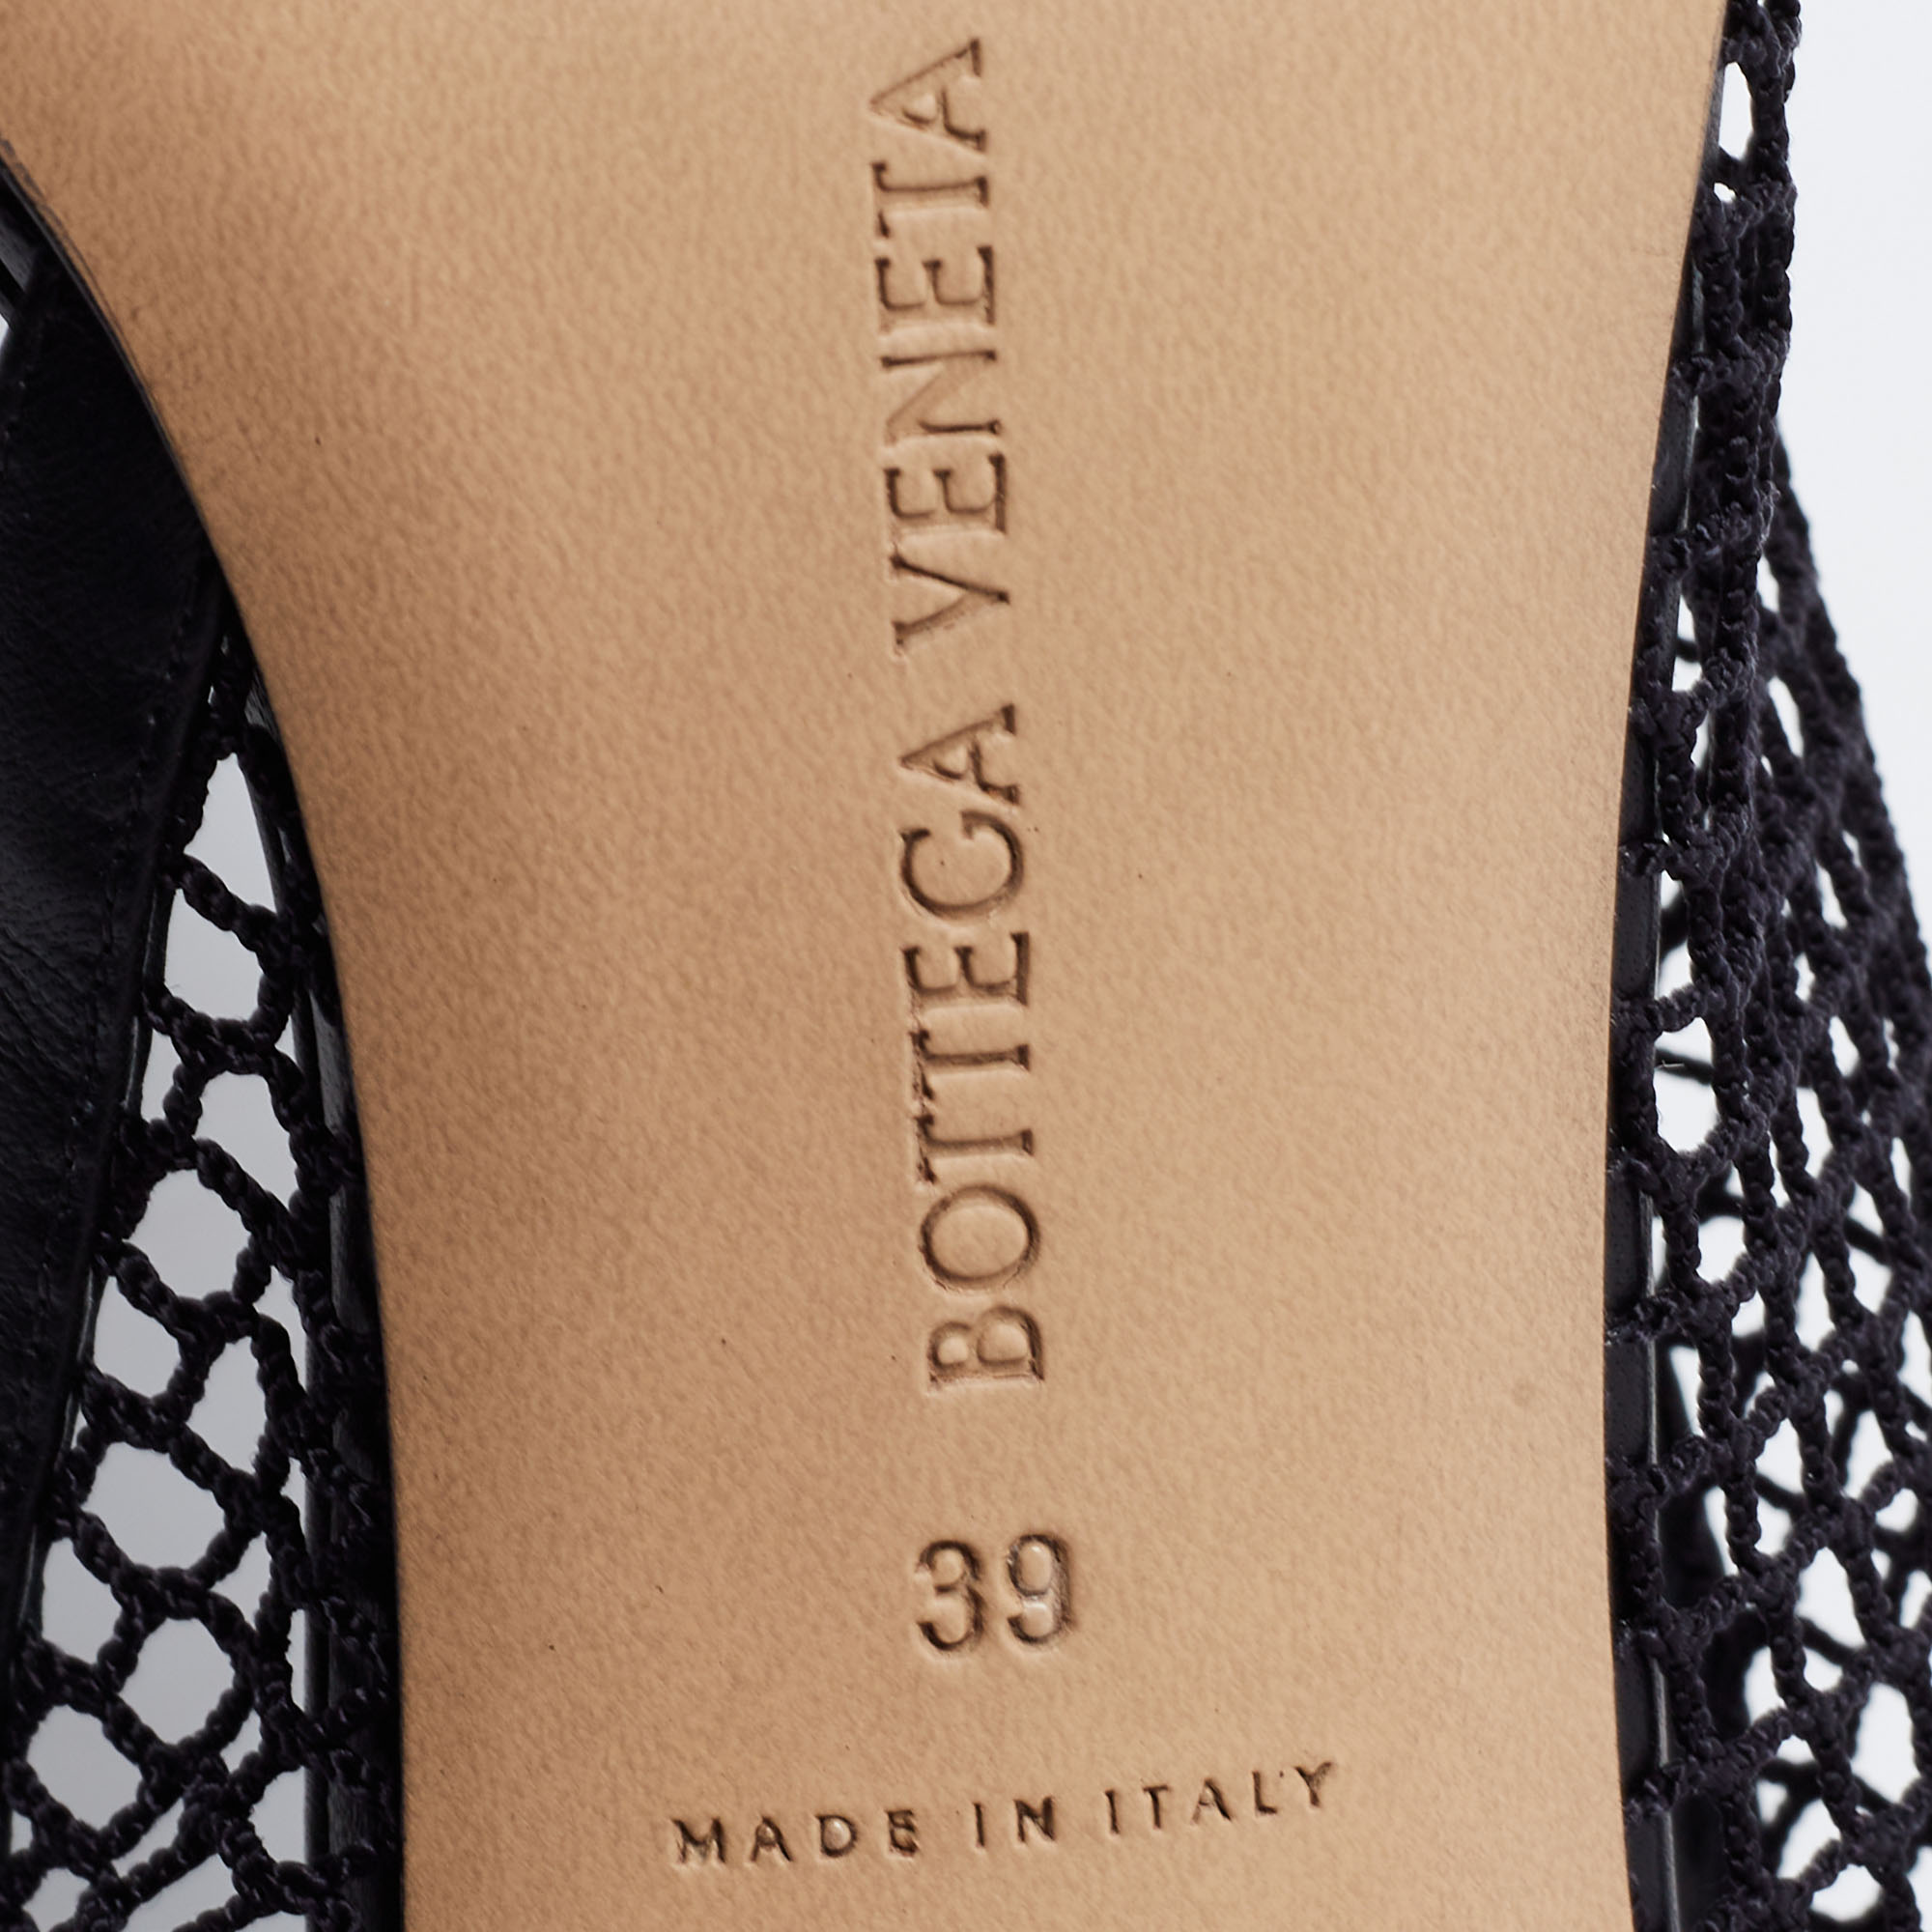 BOTTEGA VENETA
39
MADE IN ITALY